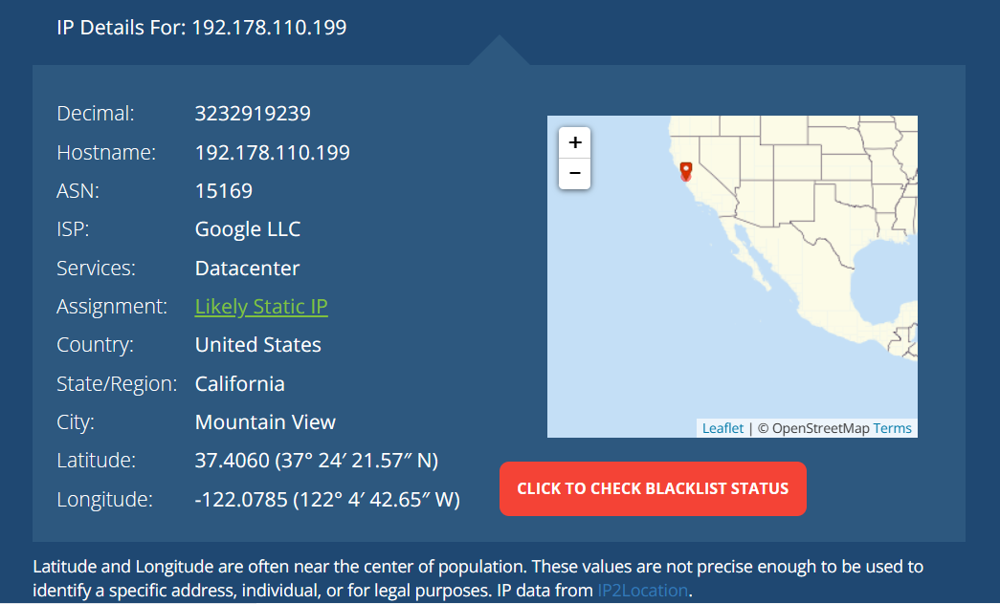 IP Details For: 192.178.110.199
Decimal: 3232919239
Hostname: 192.178.110.199
ASN: 15169
ISP: Google LLC
Services: Datacenter
Assignment: Likely Static IP
Country: United States
State/Region: California
City: Mountain View
Latitude: 37.4060 (37° 24′ 21.57″ N)
Longitude: -122.0785 (122° 4′ 42.65″ W)
+
−
Leaflet | © OpenStreetMap Terms
CLICK TO CHECK BLACKLIST STATUS
Latitude and Longitude are often near the center of population. These values are not precise enough to be used to
identify a specific address, individual, or for legal purposes. IP data from IP2Location.